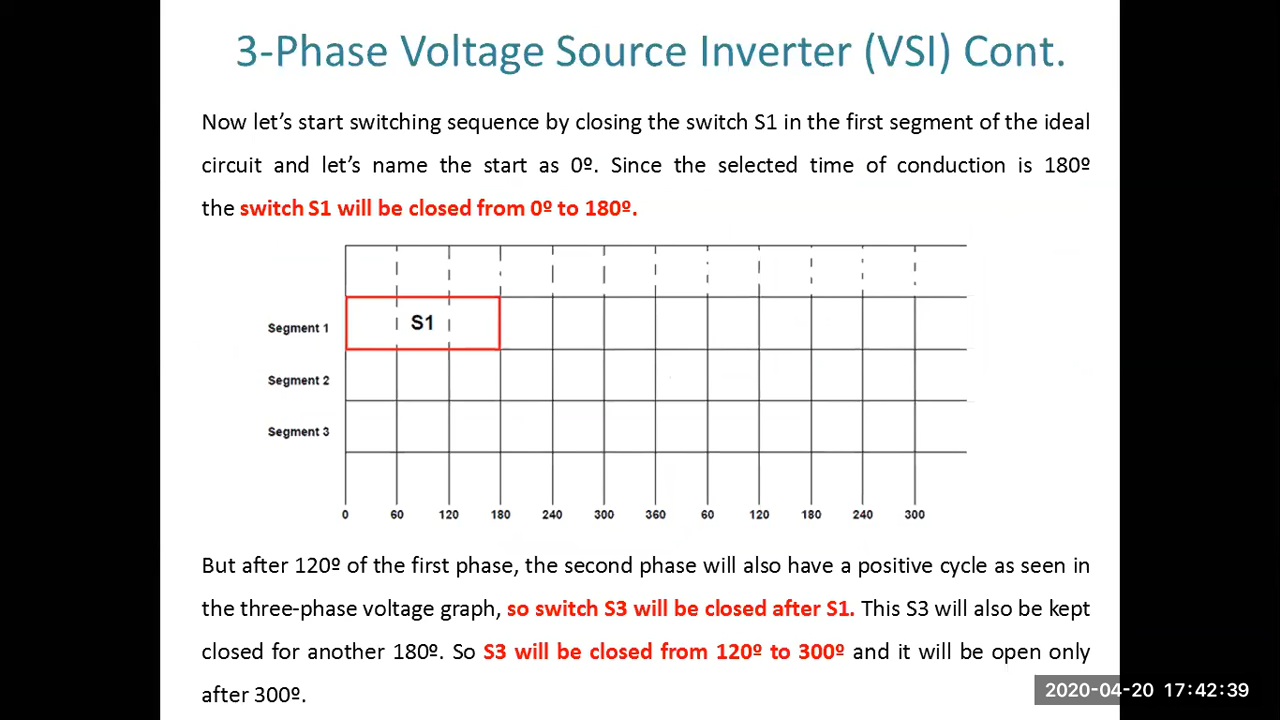 3-Phase Voltage Source Inverter (VSI) Cont.
Now let’s start switching sequence by closing the switch S1 in the first segment of the ideal
circuit and let’s name the start as 0º. Since the selected time of conduction is 180º
the switch S1 will be closed from 0º to 180º.
Segment 1
S1
Segment 2
Segment 3
0 60 120 180 240 300 360 60 120 180 240 300
But after 120º of the first phase, the second phase will also have a positive cycle as seen in
the three-phase voltage graph, so switch S3 will be closed after S1. This S3 will also be kept
closed for another 180º. So S3 will be closed from 120º to 300º and it will be open only
after 300º.
2020-04-20 17:42:39